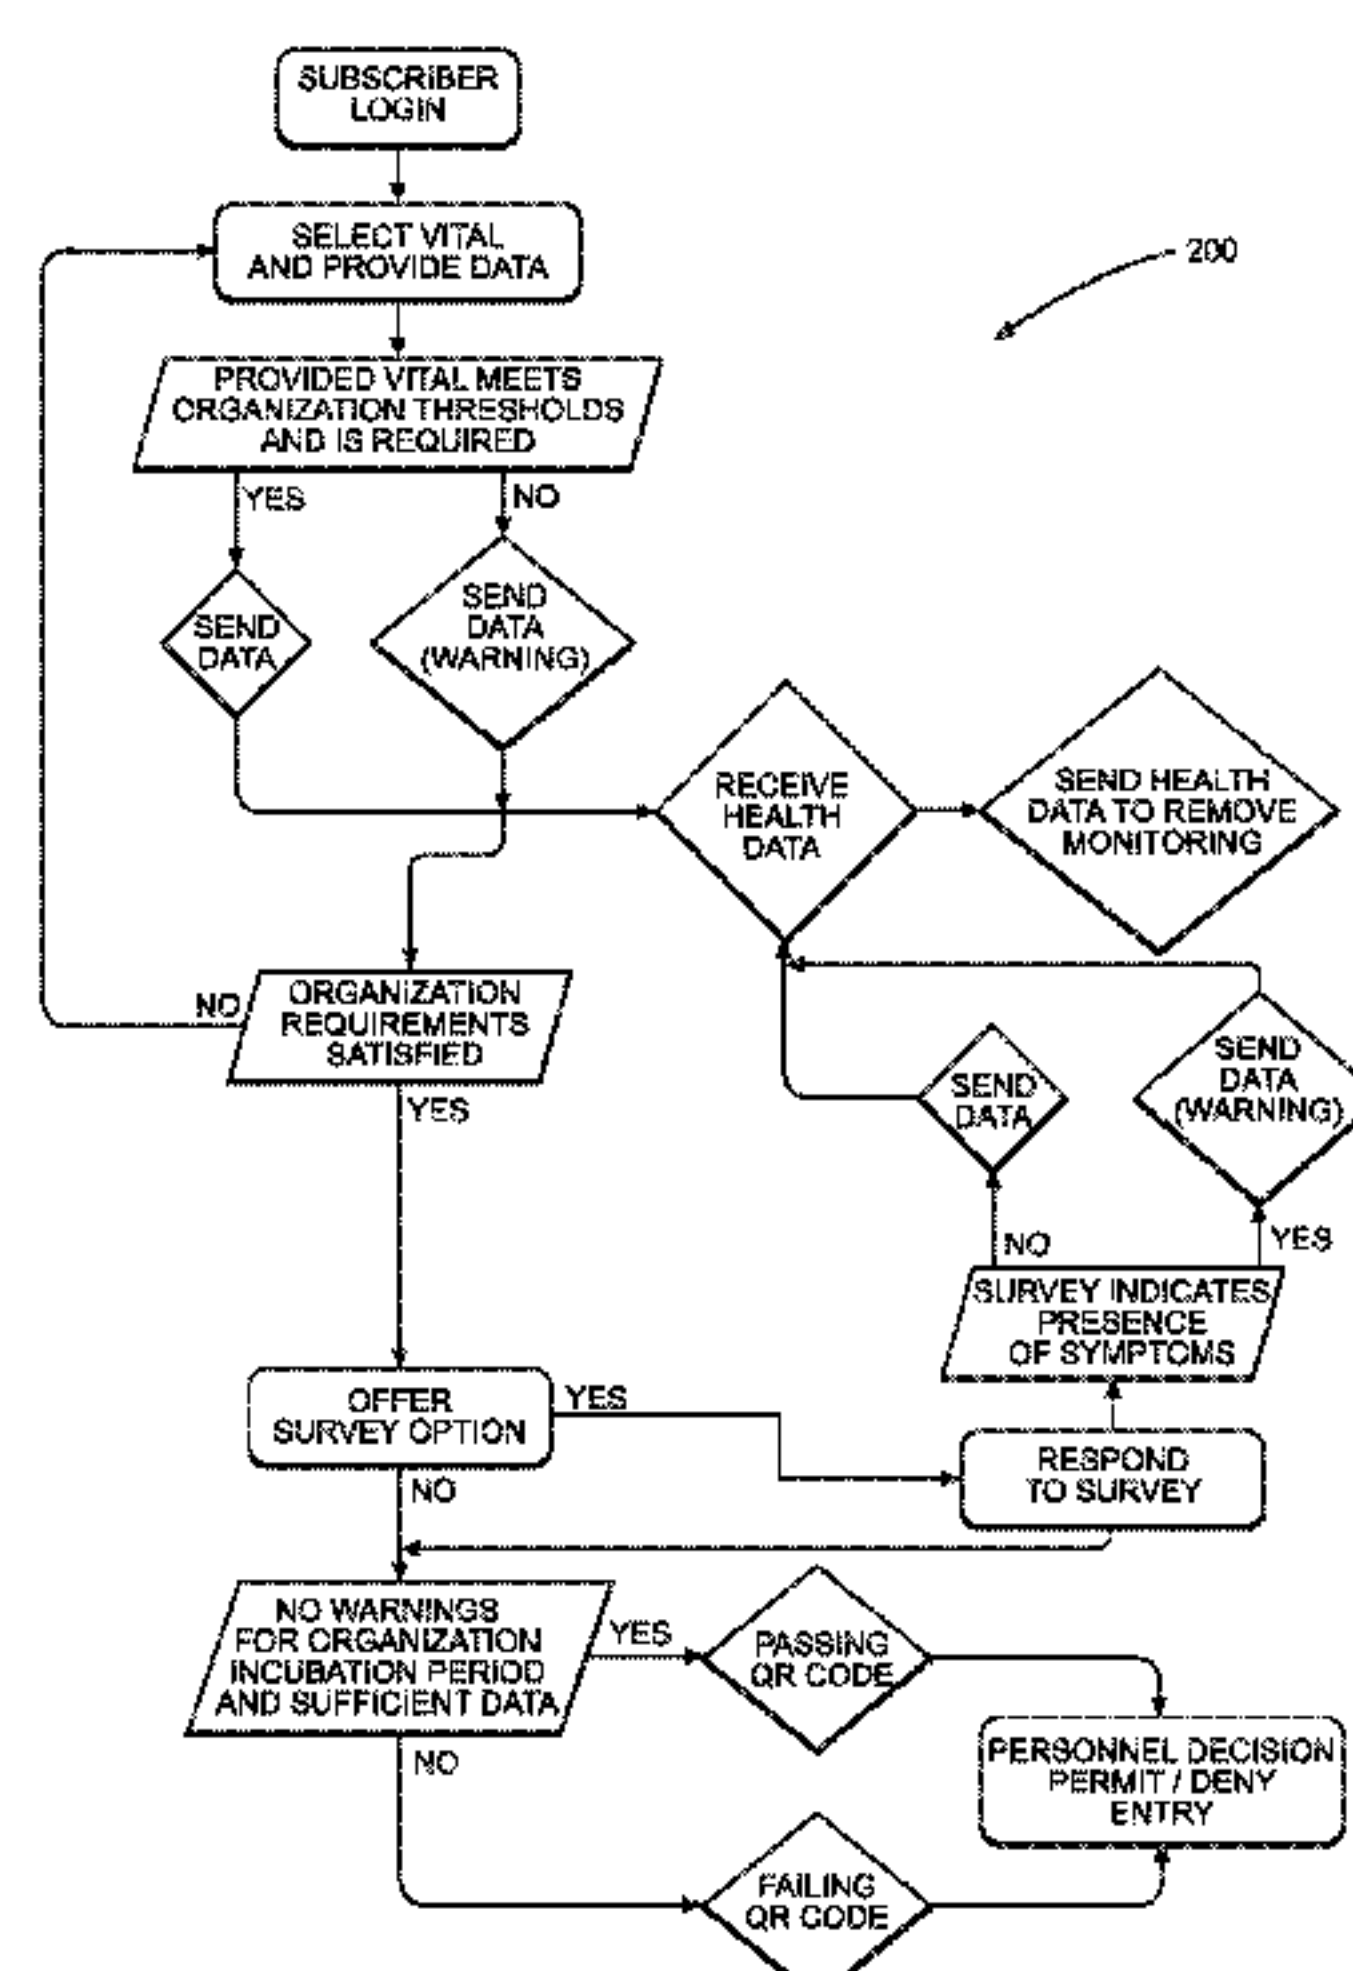 SUBSCRIBER
LOGIN
SELECT VITAL
AND PROVIDE DATA
200
PROVIDED VITAL MEETS
ORGANIZATION THRESHOLDS
AND IS REQUIRED
YES
NO
SEND
DATA
SEND
DATA
(WARNING)
RECEIVE
HEALTH
DATA
SEND HEALTH
DATA TO REMOVE
MONITORING
NO
ORGANIZATION
REQUIREMENTS
SATISFIED
YES
SEND
DATA
SEND
DATA
(WARNING)
NO
YES
SURVEY INDICATES
PRESENCE
OF SYMPTOMS
OFFER
SURVEY OPTION
YES
NO
RESPOND
TO SURVEY
NO WARNINGS
FOR ORGANIZATION
INCUBATION PERIOD
AND SUFFICIENT DATA
YES
NO
PASSING
QR CODE
PERSONNEL DECISION
PERMIT / DENY
ENTRY
FAILING
QR CODE